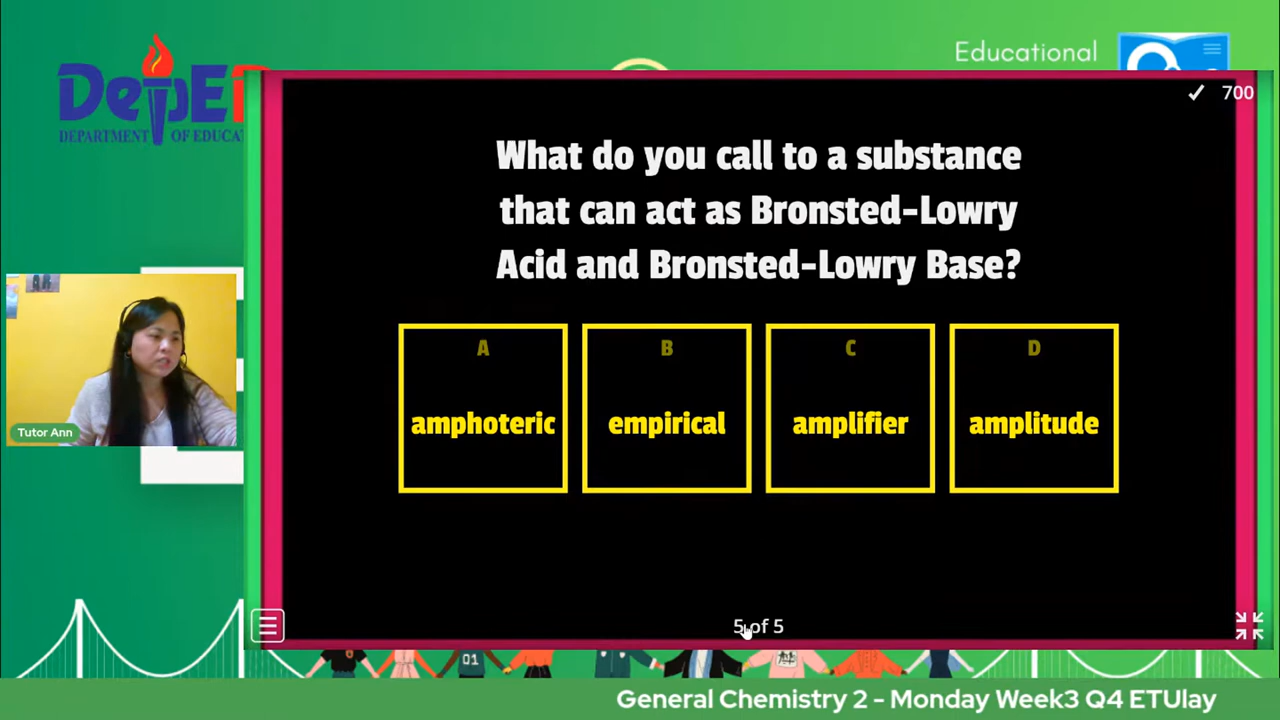 Educational
DepE
DEPARTMENT OF EDUCA
700
What do you call to a substance
that can act as Bronsted-Lowry
Acid and Bronsted-Lowry Base?
A
B
C
D
amphoteric
empirical
amplifier
amplitude
Tutor Ann
5 of 5
01
General Chemistry 2 - Monday Week3 Q4 ETUlay